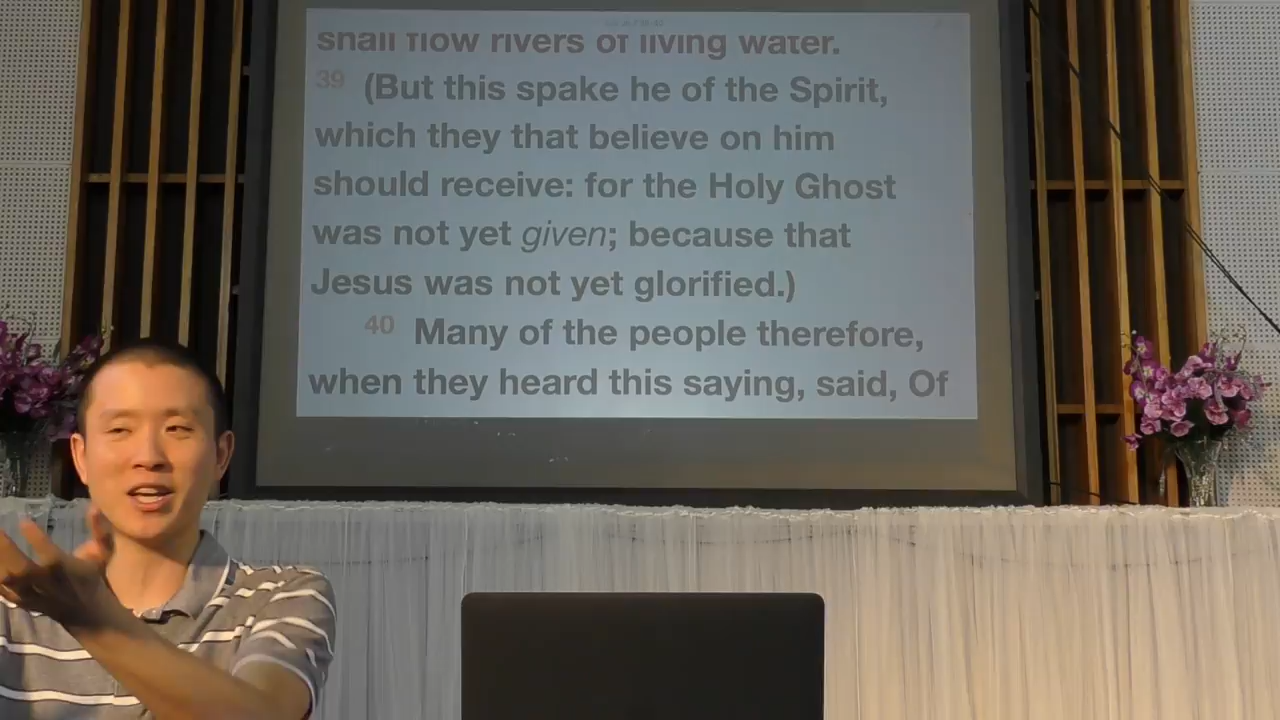 shall flow rivers of living water.
39 (But this spake he of the Spirit,
which they that believe on him
should receive: for the Holy Ghost
was not yet given; because that
Jesus was not yet glorified.)
40 Many of the people therefore,
when they heard this saying, said, Of